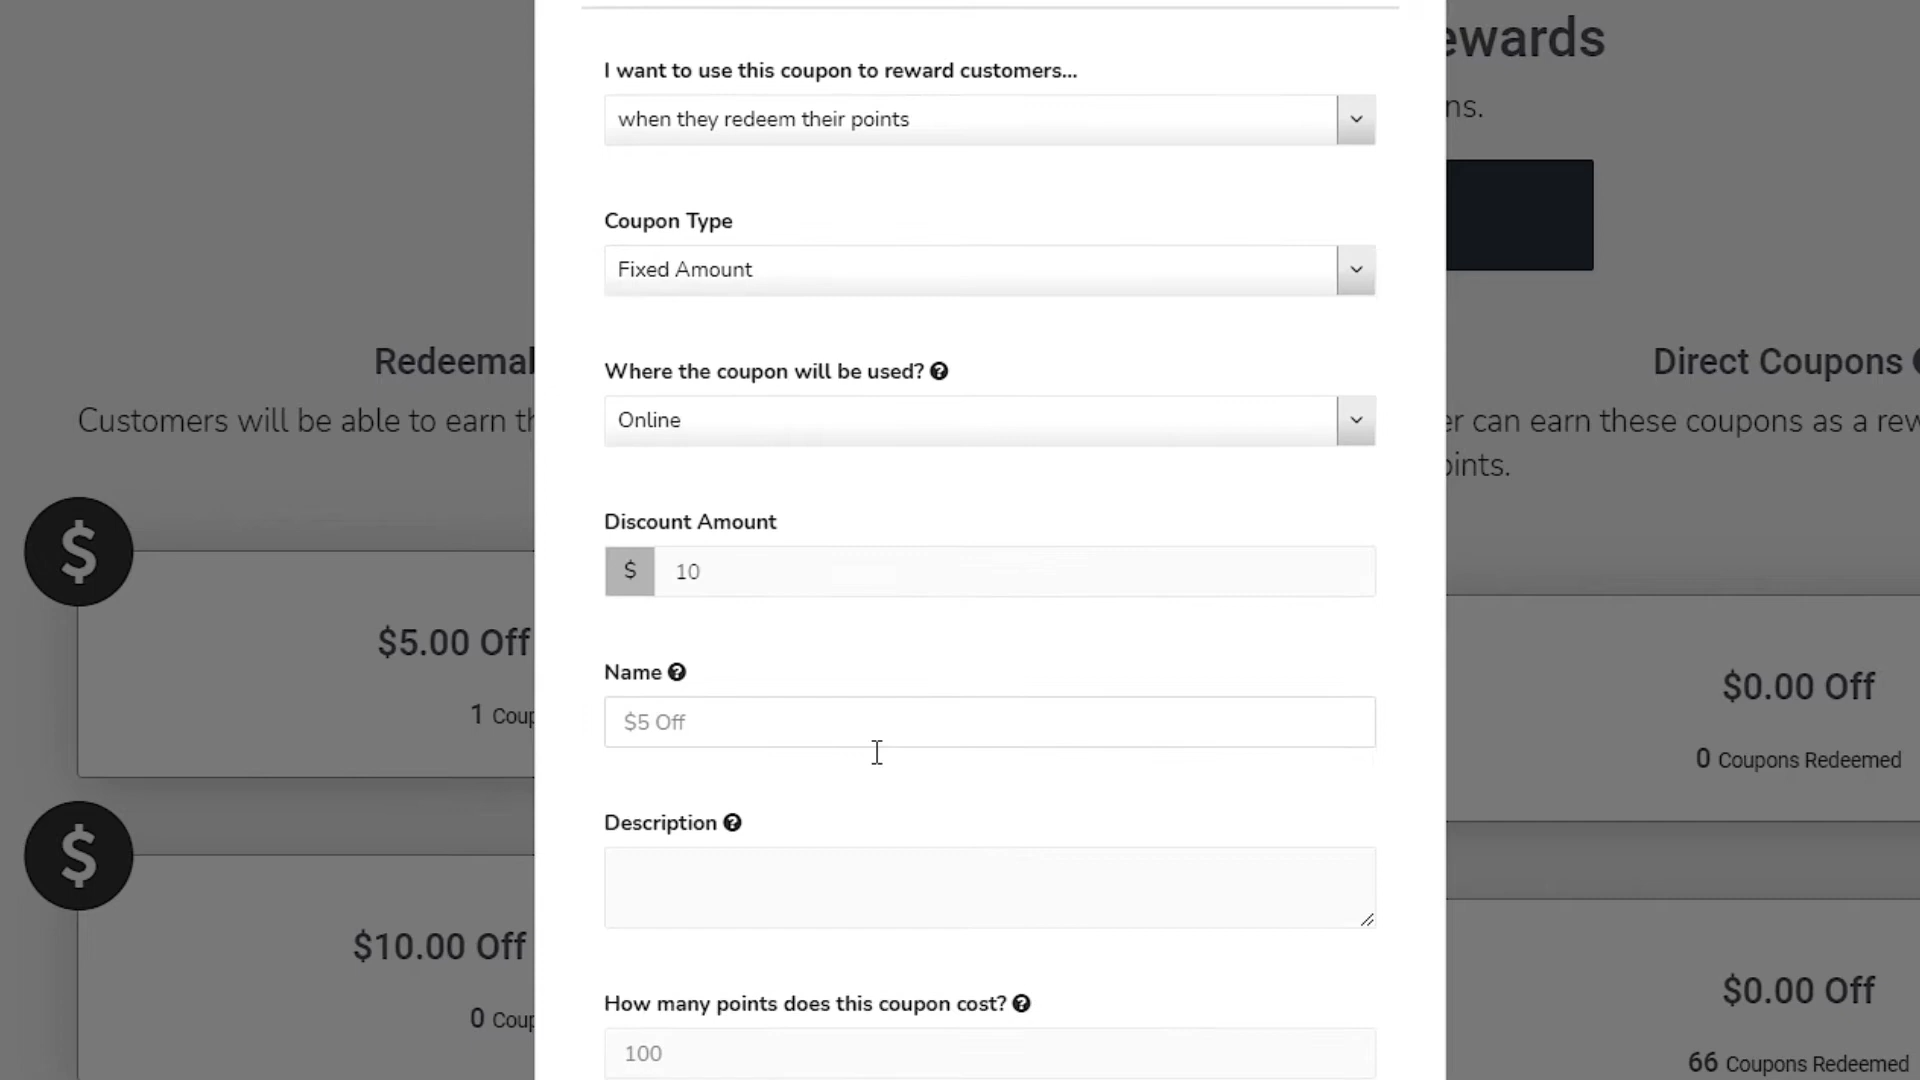 ewards
ns.
I want to use this coupon to reward customers...
when they redeem their points
Coupon Type
Fixed Amount
Where the coupon will be used?
Online
Discount Amount
$ 10
Name
$5 Off
Description
How many points does this coupon cost?
100
Redeemal
Customers will be able to earn th
$
$5.00 Off
1 Coup
$
$10.00 Off
0 Coup
Direct Coupons
er can earn these coupons as a rew
oints.
$0.00 Off
0 Coupons Redeemed
$0.00 Off
66 Coupons Redeemed